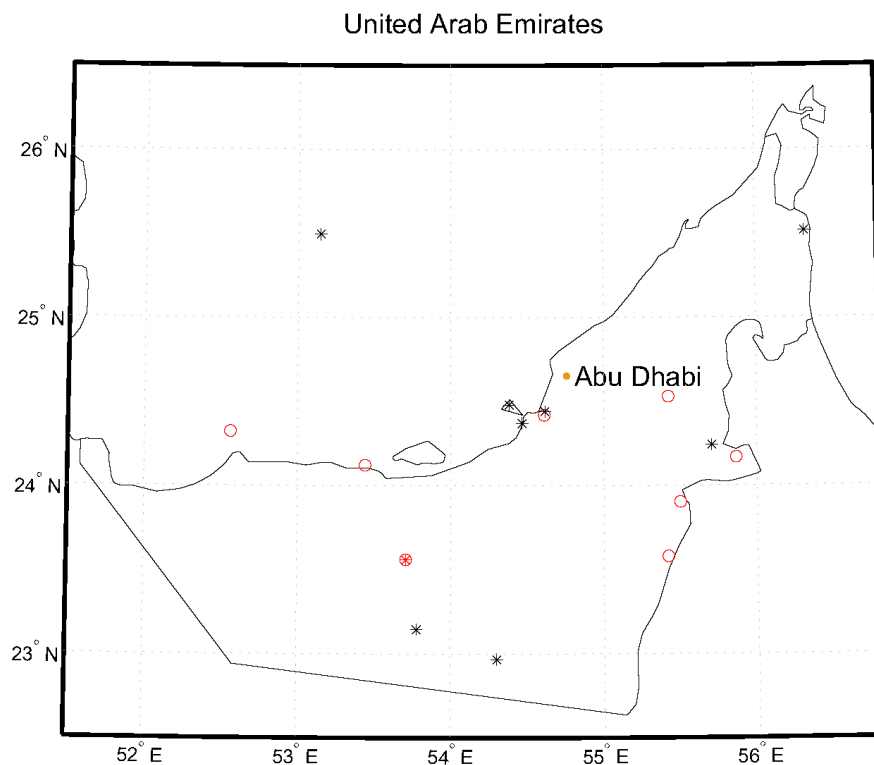 United Arab Emirates
26° N
25° N
Abu Dhabi
24° N
23° N
52° E
53° E
54° E
55° E
56° E